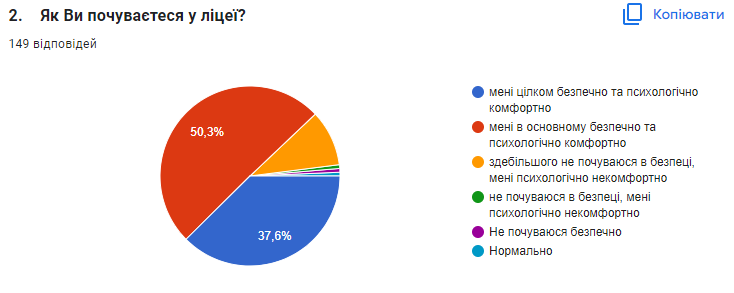 2. Як Ви почуваєтеся у ліцеї?
Копіювати
149 відповідей
50,3%
37,6%
мені цілком безпечно та психологічно
комфортно
мені в основному безпечно та
психологічно комфортно
здебільшого не почуваюся в безпеці,
мені психологічно некомфортно
не почуваюся в безпеці, мені
психологічно некомфортно
Не почуваюся безпечно
Нормально